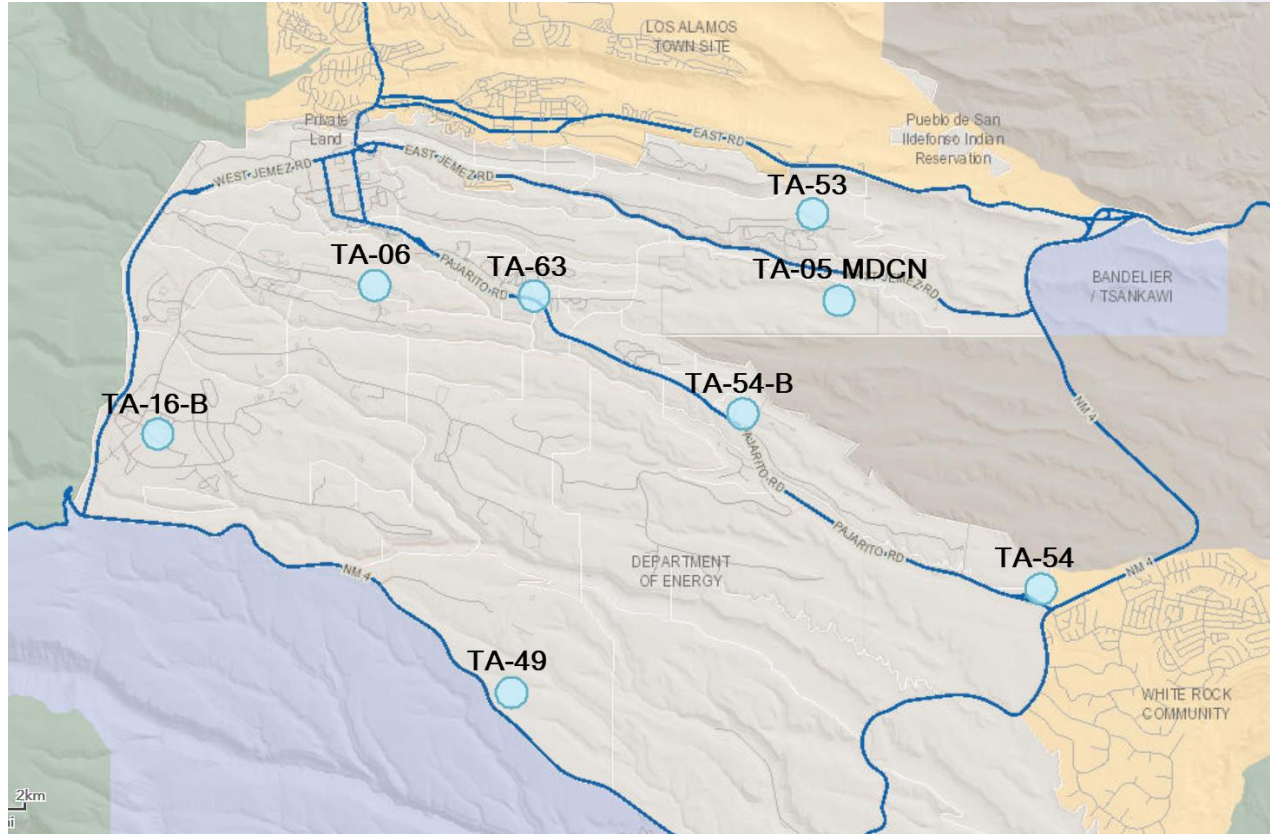 LOS ALAMOS
TOWN SITE
Private
Land
EAST RD
Pueblo de San
Ildefonso Indian
Reservation
WEST JEMEZ RD
EAST JEMEZ RD
TA-53
TA-06
PAJARITO RD
TA-63
TA-05 MDCN
JEMEZ RD
BANDELIER
/ TSANKAWI
TA-16-B
TA-54-B
NM 4
PAJARITO RD
PAJARITO RD
DEPARTMENT
OF ENERGY
TA-54
NM 4
NM 4
TA-49
WHITE ROCK
COMMUNITY
2km